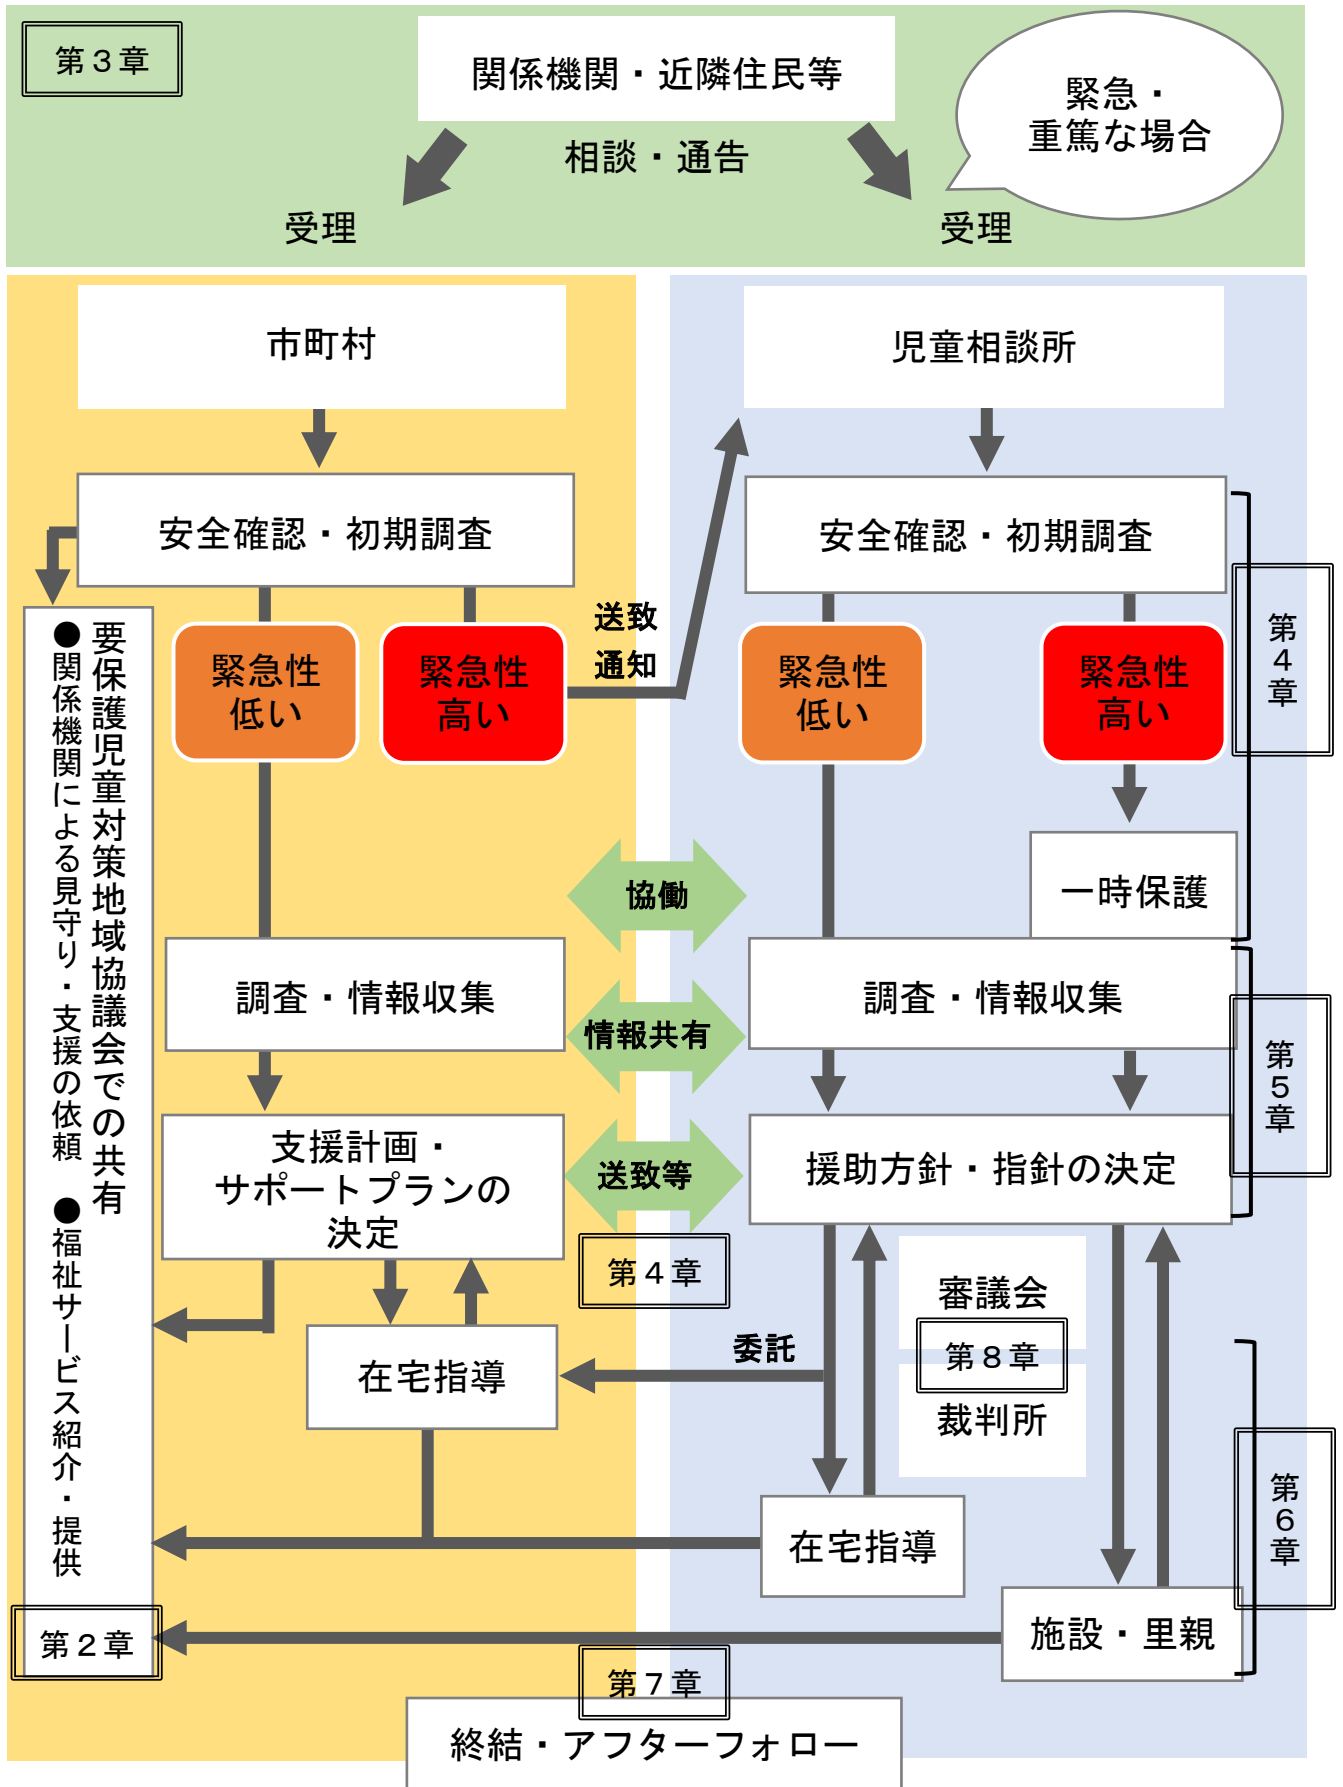 第３章
関係機関・近隣住民等
緊急・
重篤な場合
相談・通告
受理
受理
市町村
児童相談所
安全確認・初期調査
安全確認・初期調査
送致
通知
緊急性
低い
緊急性
高い
緊急性
低い
緊急性
高い
第４章
要保護児童対策地域協議会での共有
●関係機関による見守り・支援の依頼　●福祉サービス紹介・提供
協働
一時保護
調査・情報収集
情報共有
調査・情報収集
第５章
支援計画・
サポートプランの
決定
送致等
援助方針・指針の決定
第４章
審議会
第８章
裁判所
委託
在宅指導
第６章
在宅指導
施設・里親
第２章
第７章
終結・アフターフォロー